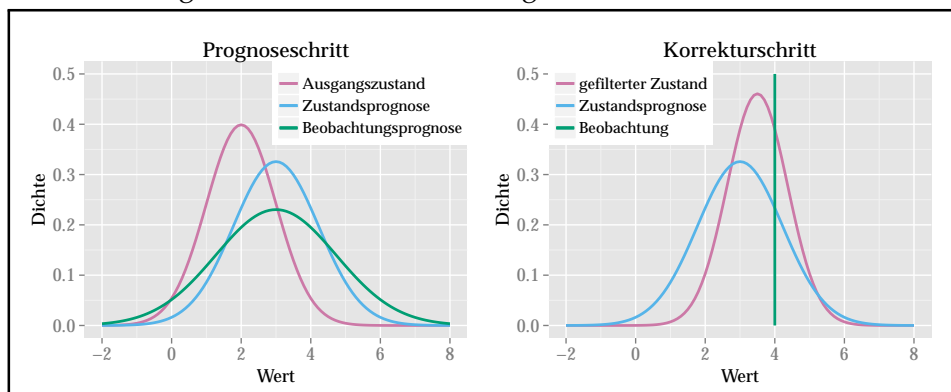 Prognoseschritt
Ausgangszustand
Zustandsprognose
Beobachtungsprognose
0.5
0.4
0.3
0.2
0.1
0.0
Dichte
−2 0 2 4 6 8
Wert
Korrekturschritt
gefilterter Zustand
Zustandsprognose
Beobachtung
0.5
0.4
0.3
0.2
0.1
0.0
Dichte
−2 0 2 4 6 8
Wert